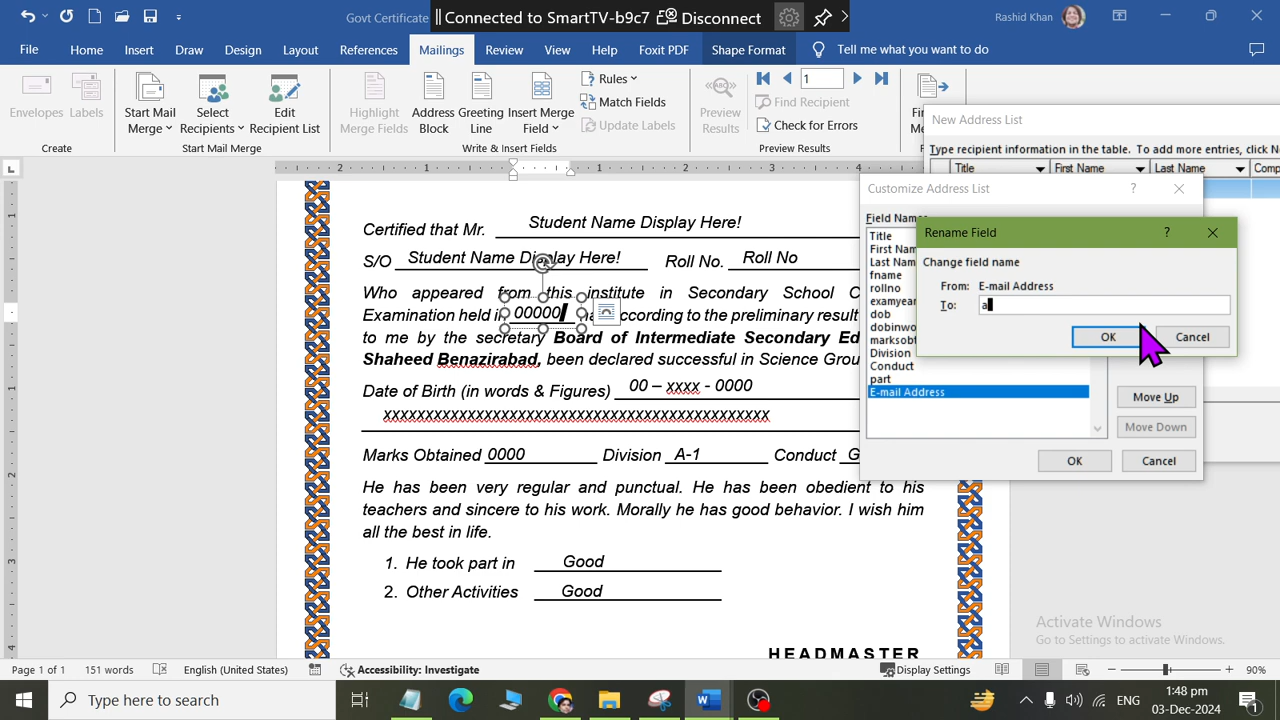 Govt Certificate
Connected to SmartTV-b9c7 Disconnect
Rashid Khan
File Home Insert Draw Design Layout References Mailings Review View Help Foxit PDF Shape Format Tell me what you want to do
Envelopes
Labels
Start Mail Merge
Select Recipients
Edit Recipient List
Highlight Merge Fields
Address Block
Greeting Line
Insert Merge Field
Rules
Match Fields
Update Labels
Preview Results
1
Find Recipient
Check for Errors
Create
Start Mail Merge
Write & Insert Fields
Preview Results
New Address List
Type recipient information in the table. To add more entries, click
Title First Name Last Name
Customize Address List ?
Title
Rename Field ?
Change field name
From: E-mail Address
To: a
OK Cancel
fname
rollno
dob
Division
Conduct
part
E-mail Address
Move Up
Move Down
OK Cancel
Certified that Mr. Student Name Display Here!
S/O Student Name Display Here! Roll No. Roll No
Who appeared from this institute in Secondary School
Examination held in 00000 according to the preliminary result
to me by the secretary Board of Intermediate Secondary
Shaheed Benazirabad, been declared successful in Science
Date of Birth (in words & Figures) 00 – xxxx - 0000
xxxxxxxxxxxxxxxxxxxxxxxxxxxxxxxxxxxxxxxxxxxxxx
Marks Obtained 0000 Division A-1 Conduct
He has been very regular and punctual. He has been obedient to his
teachers and sincere to his work. Morally he has good behavior. I wish him
all the best in life.
1. He took part in Good
2. Other Activities Good
HEADMASTER
Activate Windows
Go to Settings to activate Windows.
Page 1 of 1 151 words English (United States) Accessibility: Investigate Display Settings 90%
Type here to search
ENG
1:48 pm
03-Dec-2024